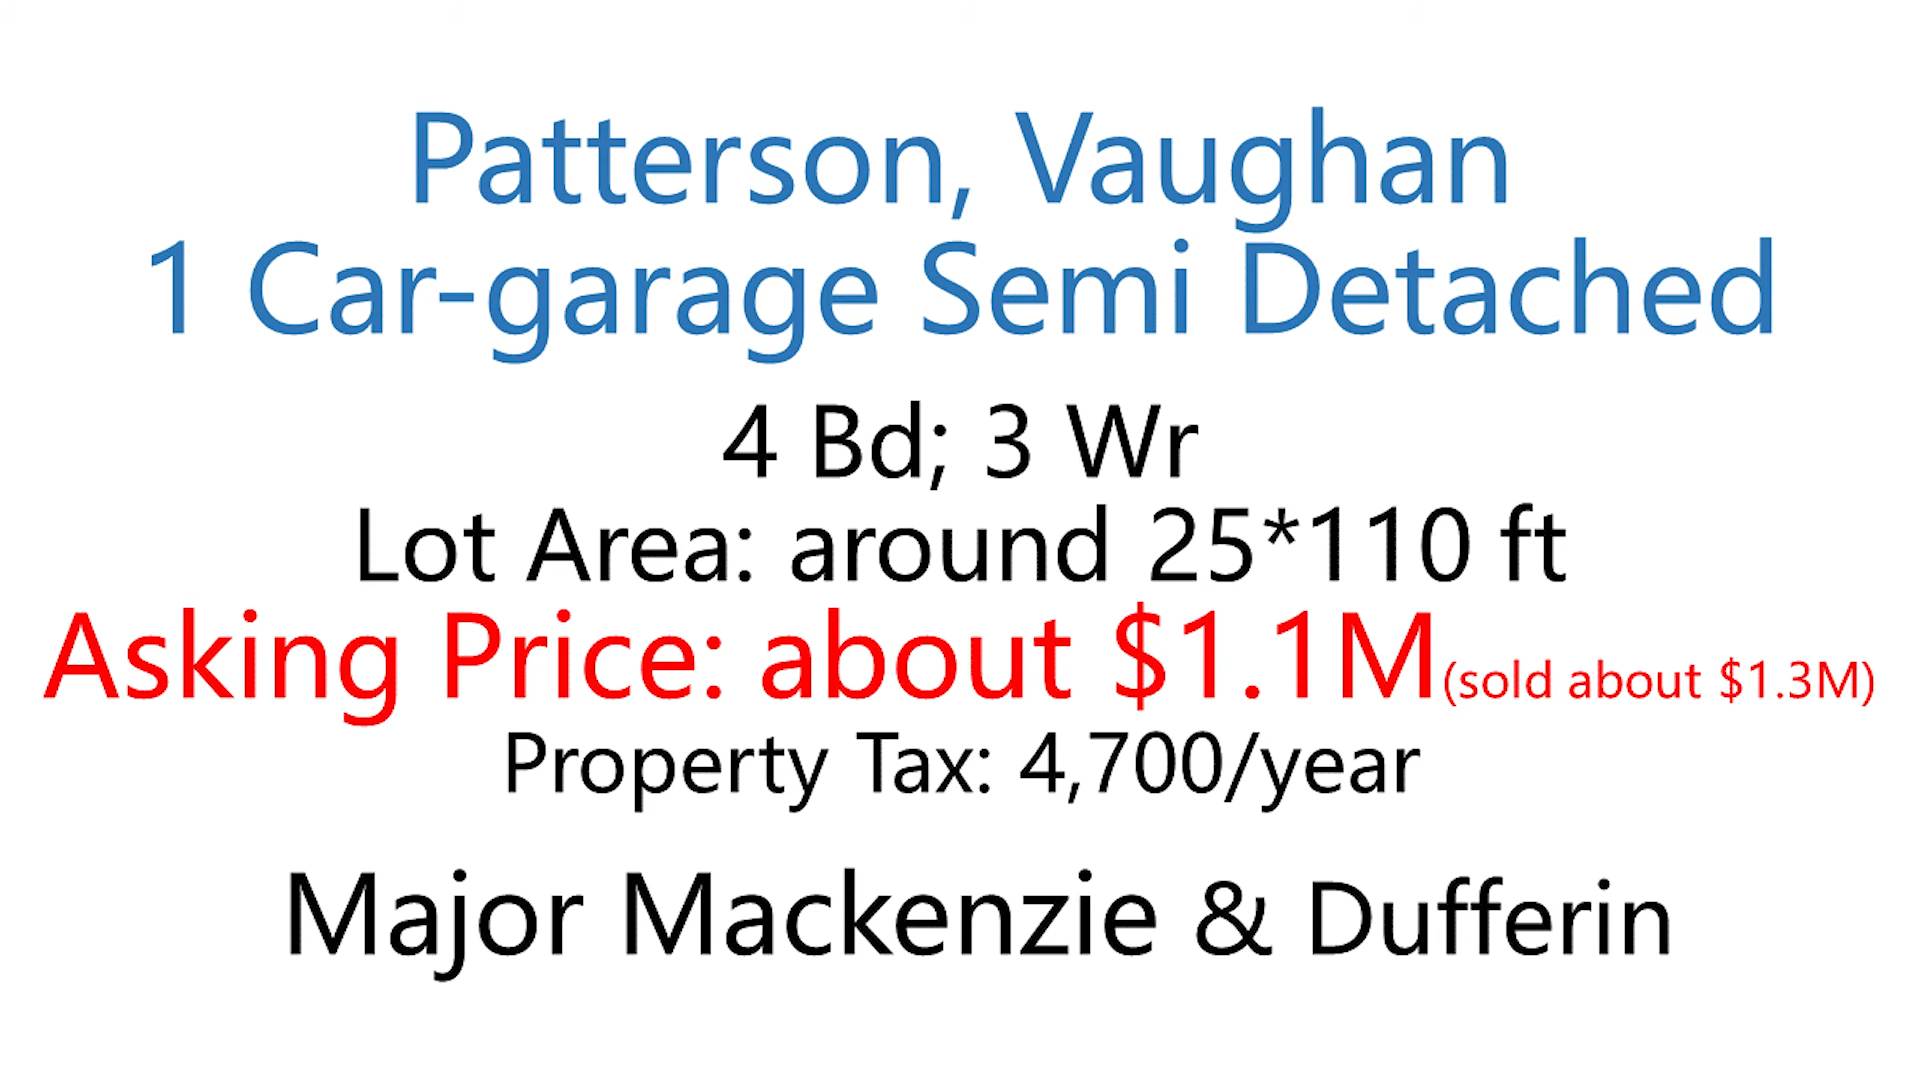 Patterson, Vaughan
1 Car-garage Semi Detached
4 Bd; 3 Wr
Lot Area: around 25*110 ft
Asking Price: about $1.1M(sold about $1.3M)
Property Tax: 4,700/year
Major Mackenzie & Dufferin